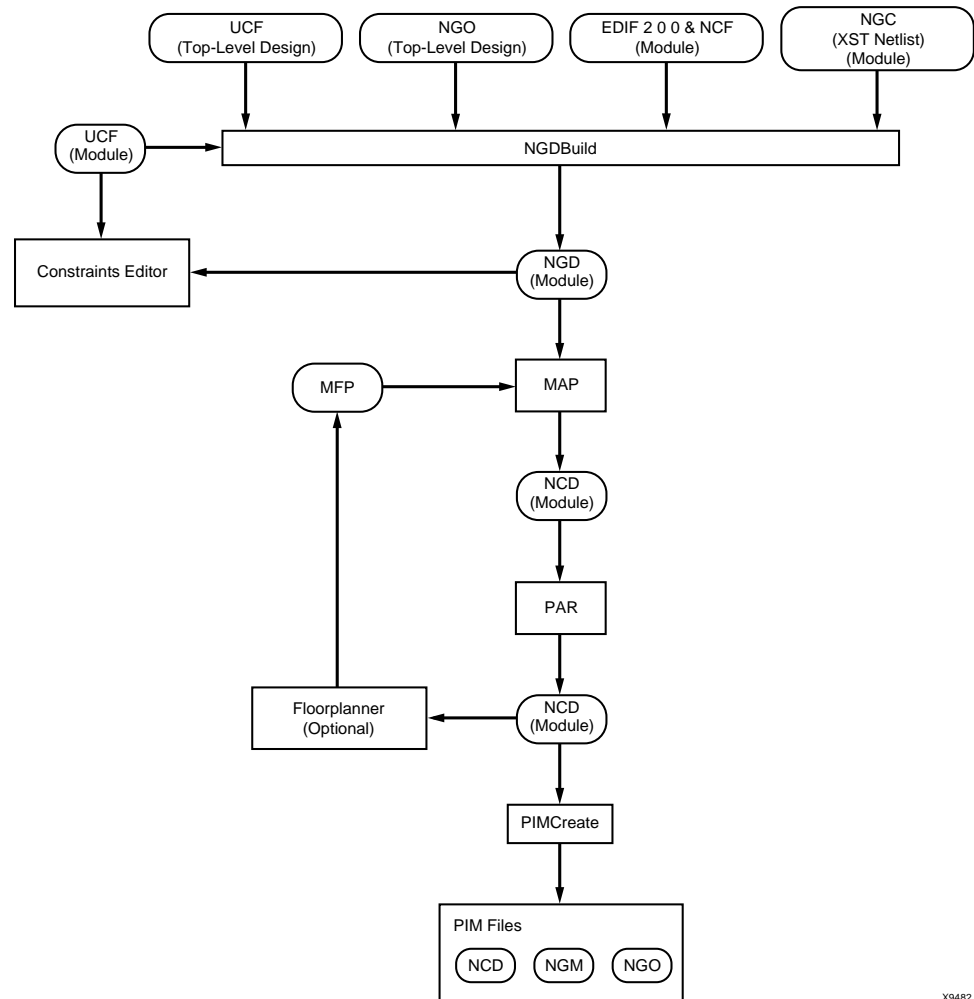 UCF
(Top-Level Design)
NGO
(Top-Level Design)
EDIF 2 0 0 & NCF
(Module)
NGC
(XST Netlist)
(Module)
UCF
(Module)
NGDBuild
Constraints Editor
NGD
(Module)
MFP
MAP
NCD
(Module)
PAR
Floorplanner
(Optional)
NCD
(Module)
PIMCreate
PIM Files
NCD
NGM
NGO
X9482